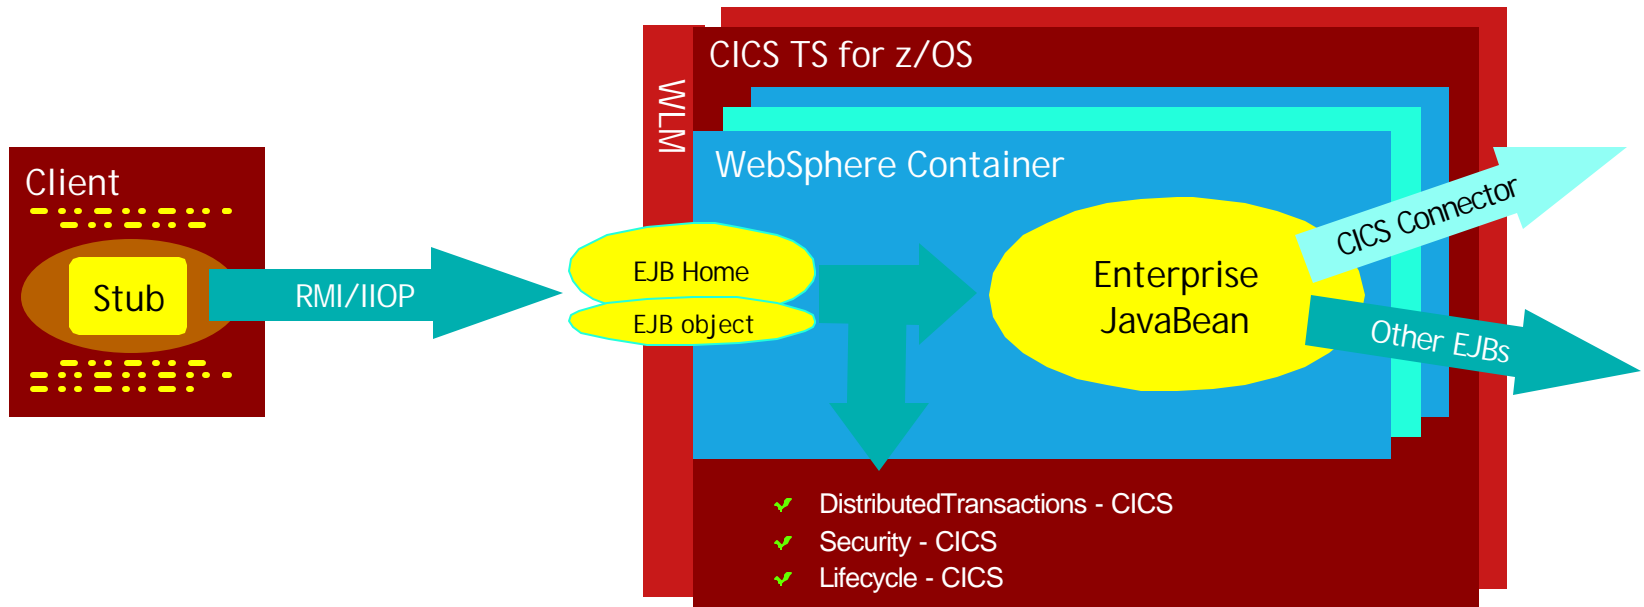 CICS TS for z/OS
WLM
WebSphere Container
Client
Stub
RMI/IIOP
EJB Home
EJB object
Enterprise
JavaBean
CICS Connector
Other EJBs
DistributedTransactions - CICS
Security - CICS
Lifecycle - CICS